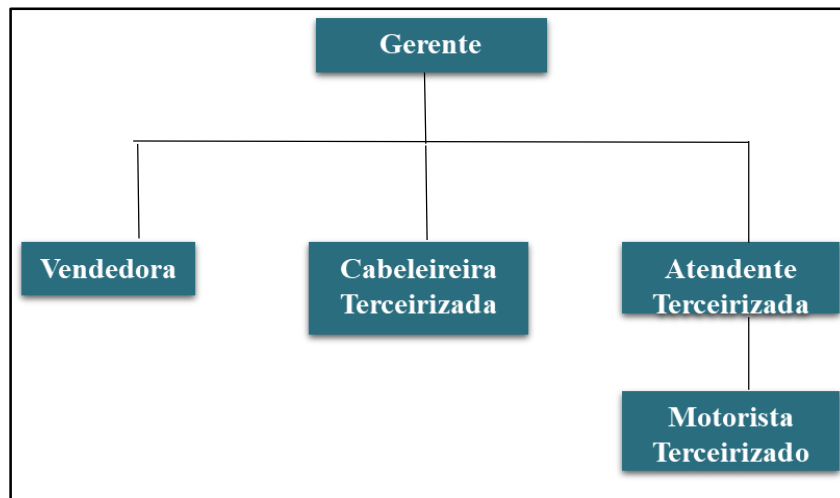 Gerente
Vendedora
Cabeleireira
Terceirizada
Atendente
Terceirizada
Motorista
Terceirizado